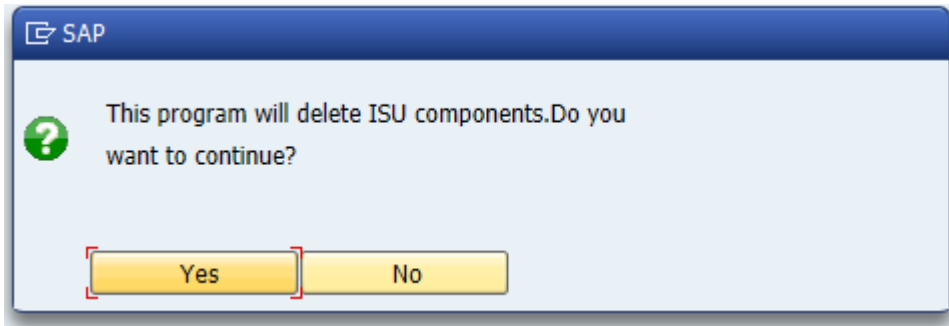 SAP
This program will delete ISU components.Do you
want to continue?
Yes No